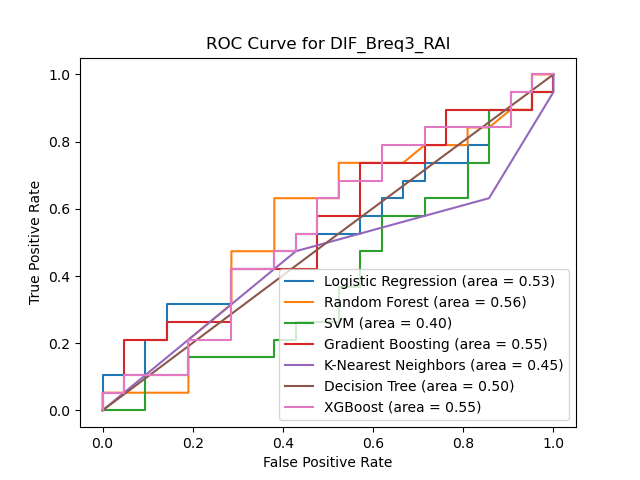 ROC Curve for DIF_Breq3_RAI
1.0
0.8
0.6
0.4
0.2
0.0
True Positive Rate
Logistic Regression (area = 0.53)
Random Forest (area = 0.56)
SVM (area = 0.40)
Gradient Boosting (area = 0.55)
K-Nearest Neighbors (area = 0.45)
Decision Tree (area = 0.50)
XGBoost (area = 0.55)
0.0 0.2 0.4 0.6 0.8 1.0
False Positive Rate